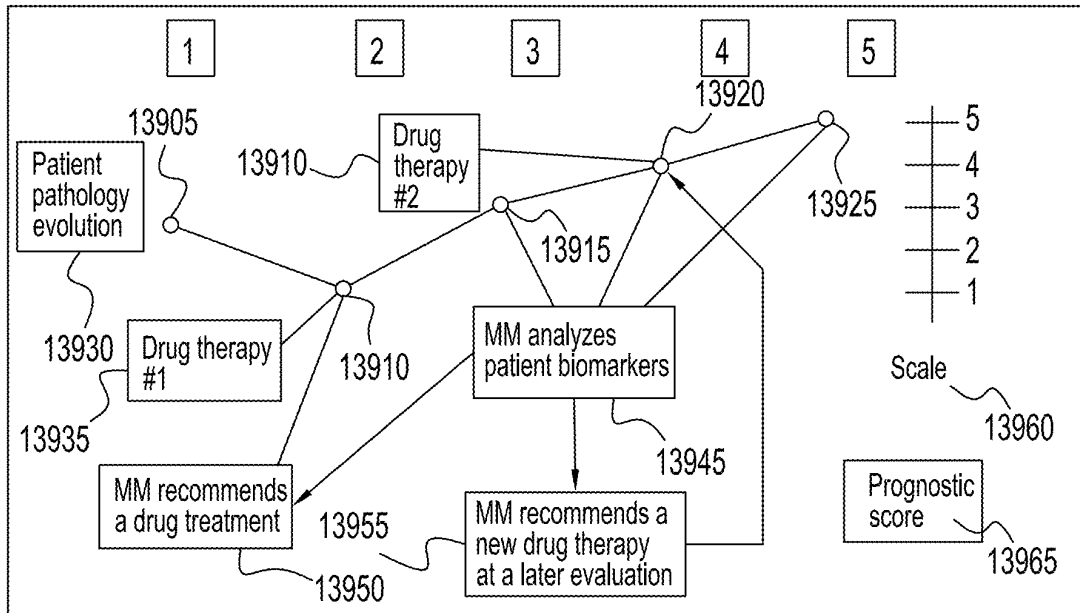 1 2 3 4 5
13905
13920
5
4
3
2
1
Patient
pathology
evolution
13910
Drug
therapy
#2
13925
13915
13930
Drug therapy
#1
13910
MM analyzes
patient biomarkers
Scale
13935
13945
13960
MM recommends
a drug treatment
13955
MM recommends a
new drug therapy
at a later evaluation
Prognostic
score
13950
13965